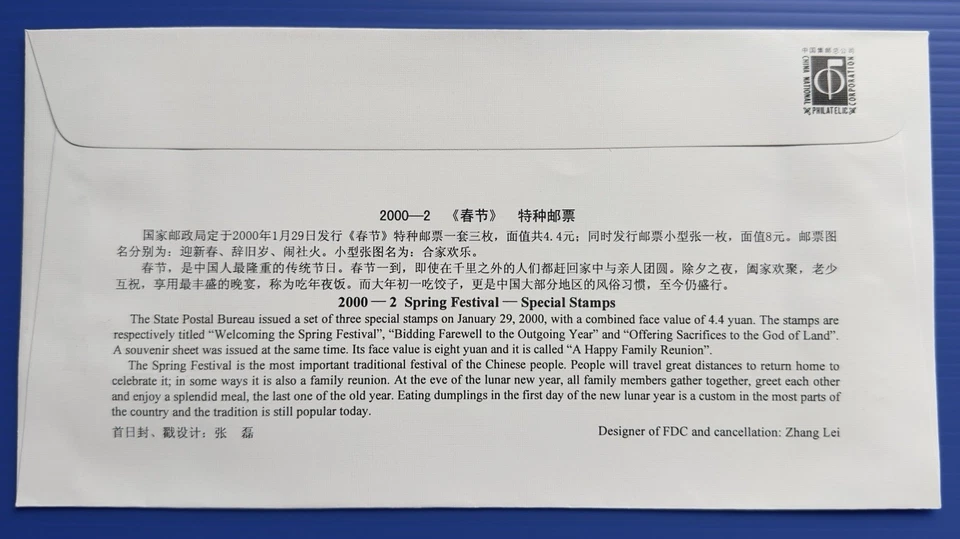 中国集邮总公司
CHINA NATIONAL
PHILATELIC
CORPORATION
2000—2 《春节》 特种邮票
国家邮政局定于2000年1月29日发行《春节》特种邮票一套三枚，面值共4.4元；同时发行邮票小型张一枚，面值8元。邮票图
名分别为：迎新春、辞旧岁、闹社火。小型张图名为：合家欢乐。
春节，是中国人最隆重的传统节日。春节一到，即使在千里之外的人们都赶回家中与亲人团圆。除夕之夜，阖家欢聚，老少
互祝，享用最丰盛的晚宴，称为吃年夜饭。而大年初一吃饺子，更是中国大部分地区的风俗习惯，至今仍盛行。
2000 — 2 Spring Festival — Special Stamps
The State Postal Bureau issued a set of three special stamps on January 29, 2000, with a combined face value of 4.4 yuan. The stamps are
respectively titled “Welcoming the Spring Festival”, “Bidding Farewell to the Outgoing Year” and “Offering Sacrifices to the God of Land”.
A souvenir sheet was issued at the same time. Its face value is eight yuan and it is called “A Happy Family Reunion”.
The Spring Festival is the most important traditional festival of the Chinese people. People will travel great distances to return home to
celebrate it; in some ways it is also a family reunion. At the eve of the lunar new year, all family members gather together, greet each other
and enjoy a splendid meal, the last one of the old year. Eating dumplings in the first day of the new lunar year is a custom in the most parts of
the country and the tradition is still popular today.
首日封、戳设计：张 磊
Designer of FDC and cancellation: Zhang Lei